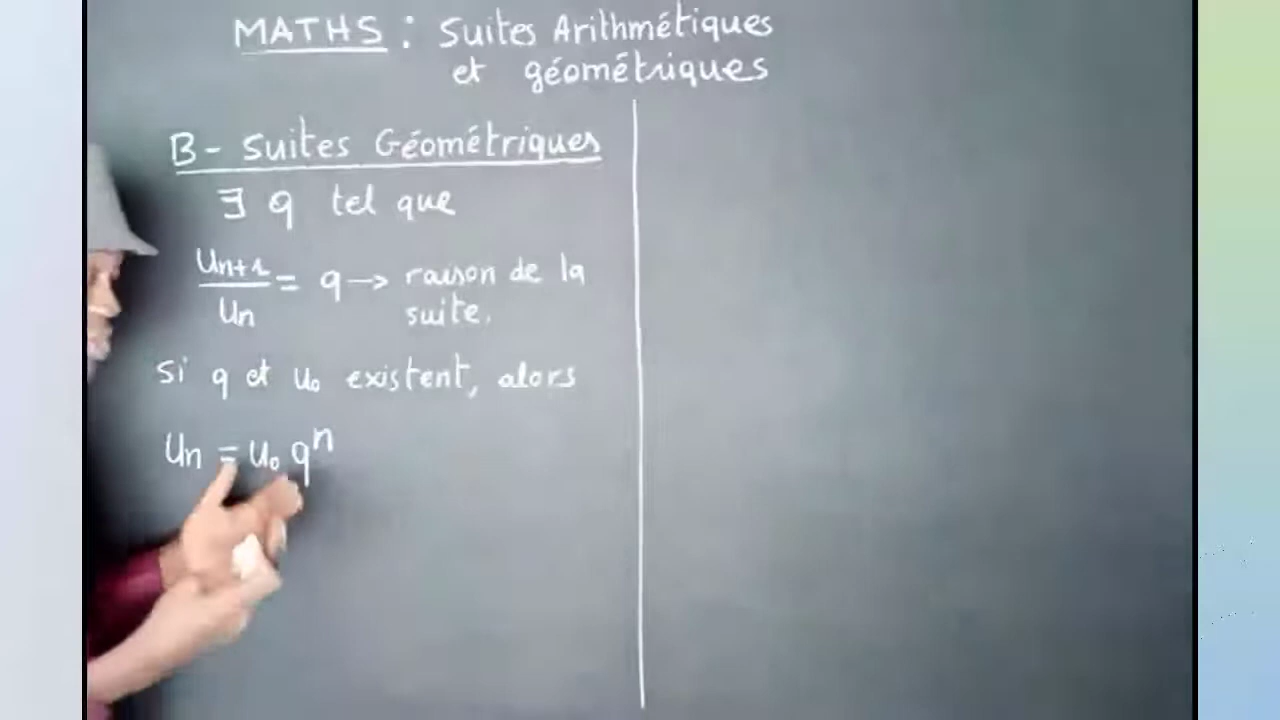 MATHS : Suites Arithmétiques
et géométriques
B- Suites Géométriques
∃ q tel que
Un+1/Un = q → raison de la
suite.
si q et u₀ existent, alors
Un = u₀ qⁿ